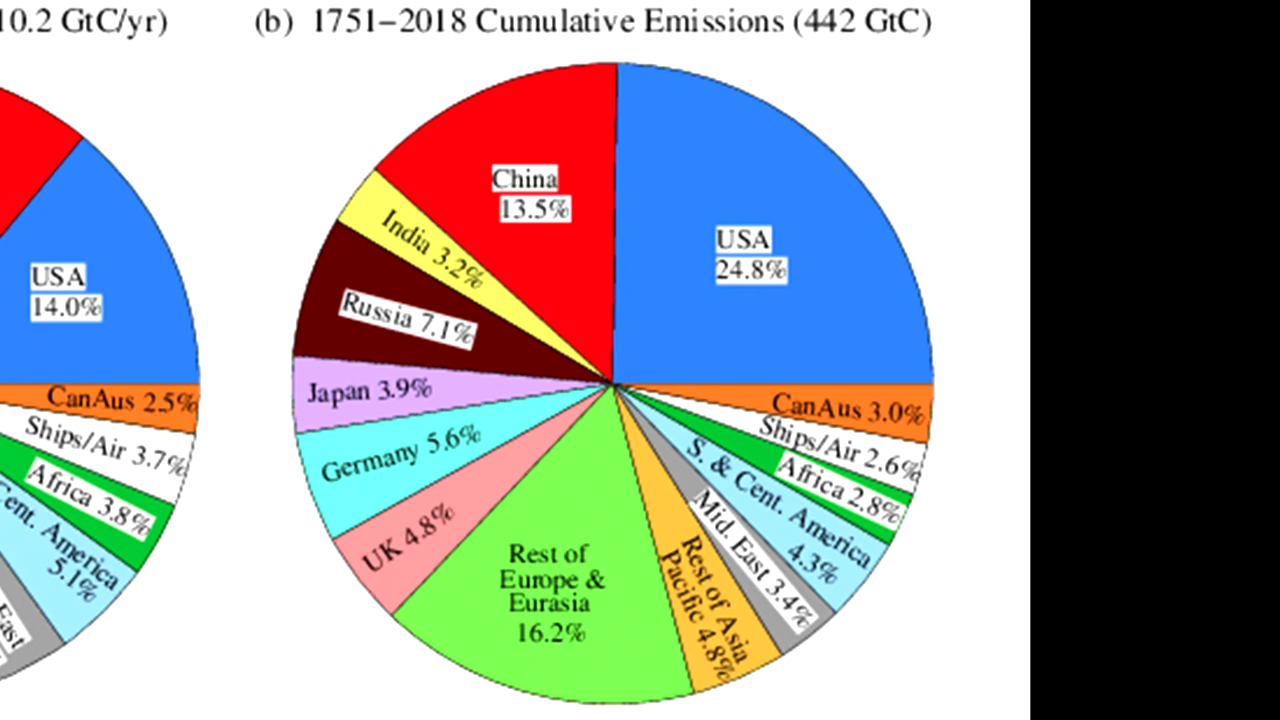 10.2 GtC/yr)
(b) 1751–2018 Cumulative Emissions (442 GtC)
USA
14.0%
CanAus 2.5%
Ships/Air 3.7%
Africa 3.8%
Cent. America
5.1%
East
China
13.5%
USA
24.8%
India 3.2%
Russia 7.1%
Japan 3.9%
Germany 5.6%
UK 4.8%
Rest of
Europe &
Eurasia
16.2%
Rest of Asia
Pacific 4.8%
Mid. East 3.4%
S. & Cent. America
4.3%
Africa 2.8%
Ships/Air 2.6%
CanAus 3.0%